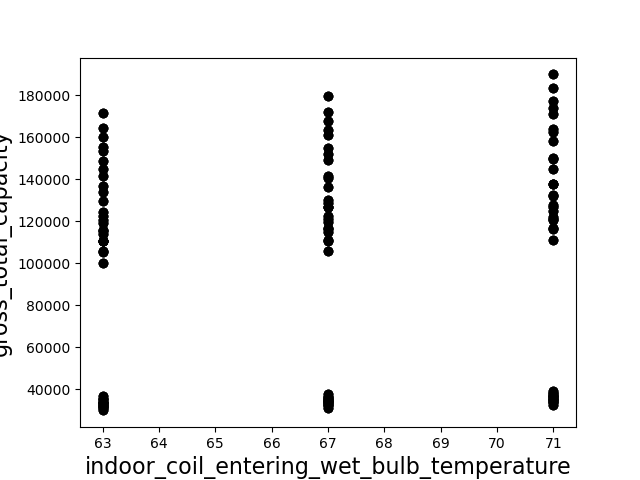 gross_total_capacity
180000
160000
140000
120000
100000
80000
60000
40000
63 64 65 66 67 68 69 70 71
indoor_coil_entering_wet_bulb_temperature